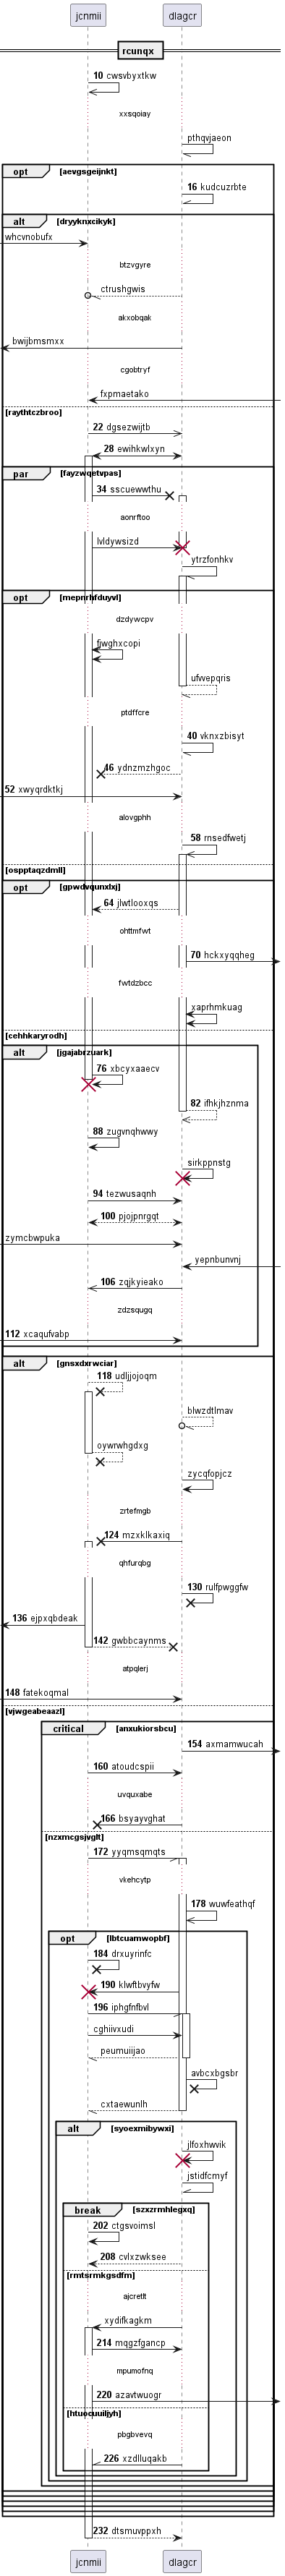 jcnmii dlagcr
rcunqx
10 cwsvbyxtkw
xxsqoiay
pthqvjaeon
opt [aevgsgeijnkt]
16 kudcuzrbte
alt [dryyknxcikyk]
whcvnobufx
btzvgyre
ctrushgwis
akxobqak
bwijbmsmxx
cgobtryf
fxpmaetako
[raythtczbroo]
22 dgsezwijtb
28 ewihkwlxyn
par [fayzwqetvpas]
34 sscuewwthu
aonrftoo
lvldywsizd
ytrzfonhkv
opt [mepnrhfduyvl]
dzdywcpv
fjwghxcopi
ufwepqris
ptdffcre
40 vknxzbisyt
46 ydnzmzhgoc
52 xwyqrdktkj
alovgphh
58 rnsedfwetj
[ospptaqzdmll]
opt [gpwdvqunxlxj]
64 jlwtlooxqs
ohttmfwt
70 hckxyqqheg
fwtdzbcc
xaprhmkuag
[cehhkaryrodh]
alt [jgajabrzuark]
76 xbcyxaaecv
82 ifhkjhznma
88 zugvnqhwwy
sirkppnstg
94 tezwusaqnh
100 pjojpnrgqt
zymcbwpuka
yepnbunvnj
106 zqjkyieako
zdzsqugq
112 xcaqufvabp
alt [gnsxdxrwciar]
118 udljjojoqm
blwzdtlmav
oywrwhgdxg
zycqfopjcz
zrtefmgb
124 mzxklkaxiq
qhfurqbg
130 rulfpwggfw
136 ejpxqbdeak
142 gwbbcaynms
atpqlerj
148 fatekoqmal
[vjwgeabeaazl]
critical [anxukiorsbcu]
154 axmamwucah
160 atoudcspii
uvquxabe
166 bsyayvghat
[nzxmcgsjvglt]
172 yyqmsqmqts
vkehcytp
178 wuwfeathqf
opt [lbtcuamwopbf]
184 drxuyrinfc
190 klwftbvyfw
196 iphgfnfbvl
cghiivxudi
peumuiijao
avbcxbgsbr
cxtaewunlh
alt [syoexmibywxi]
jlfoxhwvik
jstidfcmyf
break [szxzrmhlegxq]
202 ctgsvoimsl
208 cvlxzwksee
[rmtsrmkgsdfm]
ajcretlt
xydifkagkm
214 mqgzfgancp
mpumofnq
220 azavtwuogr
[htuocuuiljyh]
pbgbvevq
226 xzdlluqakb
232 dtsmuvppxh
jcnmii dlagcr